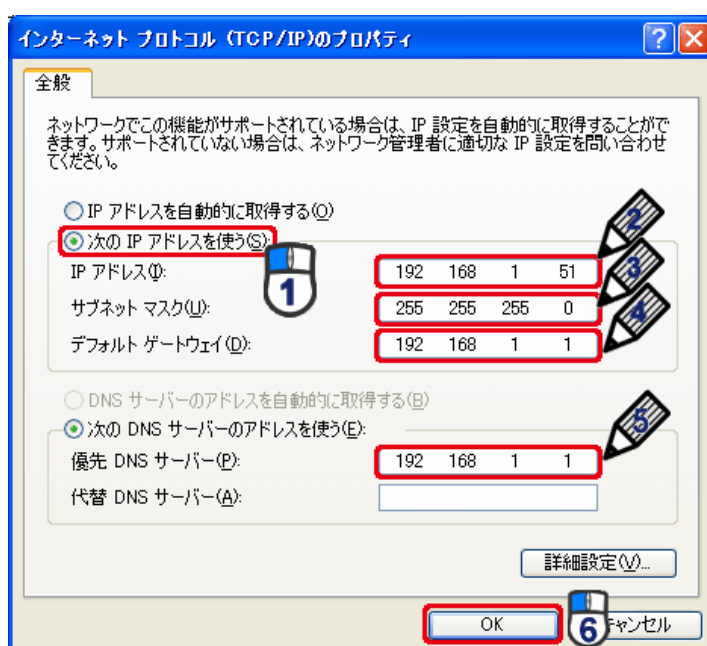 インターネット プロトコル (TCP/IP)のプロパティ
全般
ネットワークでこの機能がサポートされている場合は、IP 設定を自動的に取得することがで
きます。サポートされていない場合は、ネットワーク管理者に適切な IP 設定を問い合わせ
てください。
IP アドレスを自動的に取得する(O)
次の IP アドレスを使う(S):
1
IP アドレス(I):
192 168 1 51
2
サブネット マスク(U):
255 255 255 0
3
デフォルト ゲートウェイ(D):
192 168 1 1
4
DNS サーバーのアドレスを自動的に取得する(B)
次の DNS サーバーのアドレスを使う(E):
優先 DNS サーバー(P):
192 168 1 1
5
代替 DNS サーバー(A):
詳細設定(V)...
OK
6
ャンセル